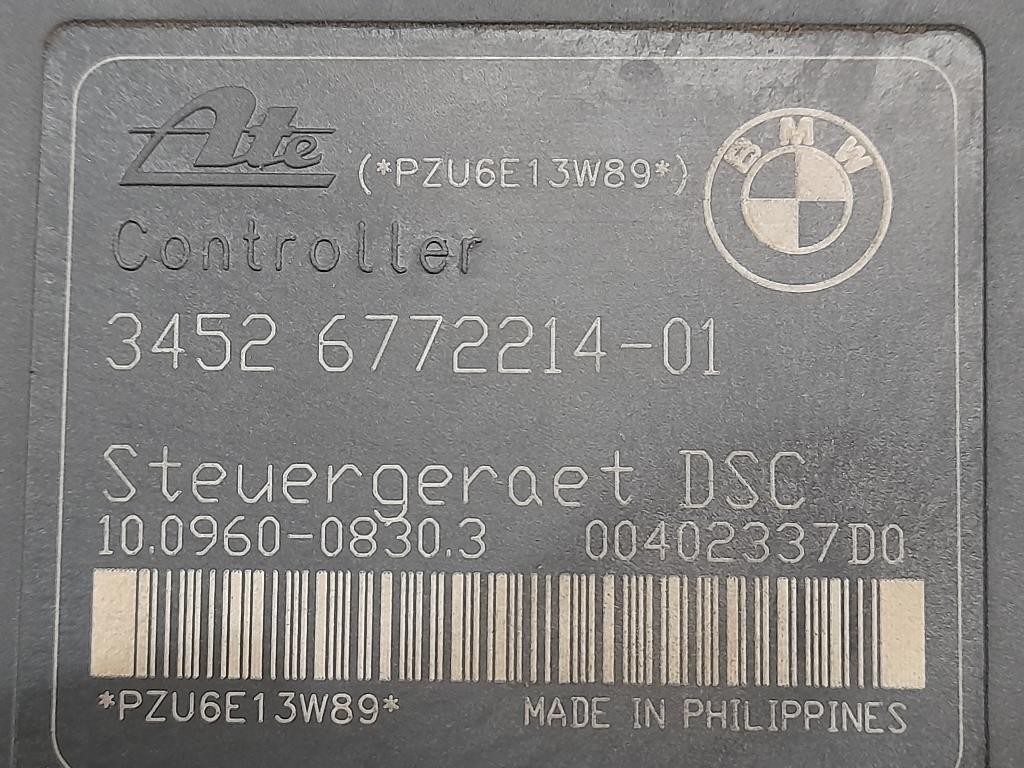 Ate (*PZU6E13W89*) BMW
Controller
3452 6772214-01
Steuergeraet DSC
10.0960-0830.3 00402337D0
*PZU6E13W89* MADE IN PHILIPPINES